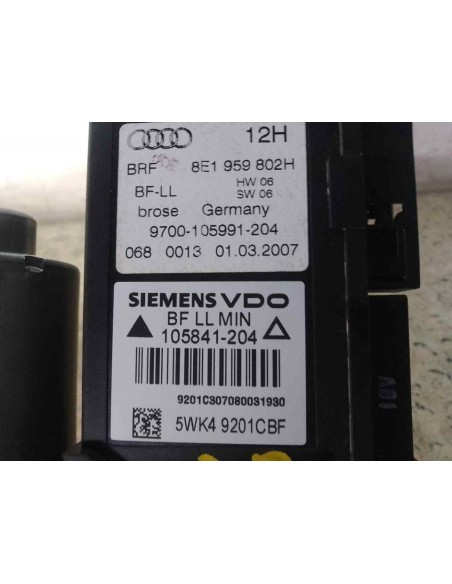 12H
BRF 8E1 959 802H
BF-LL HW 06
SW 06
brose Germany
9700-105991-204
068 0013 01.03.2007
SIEMENS VDO
BF LL MIN
105841-204
9201C307080031930
5WK4 9201CBF